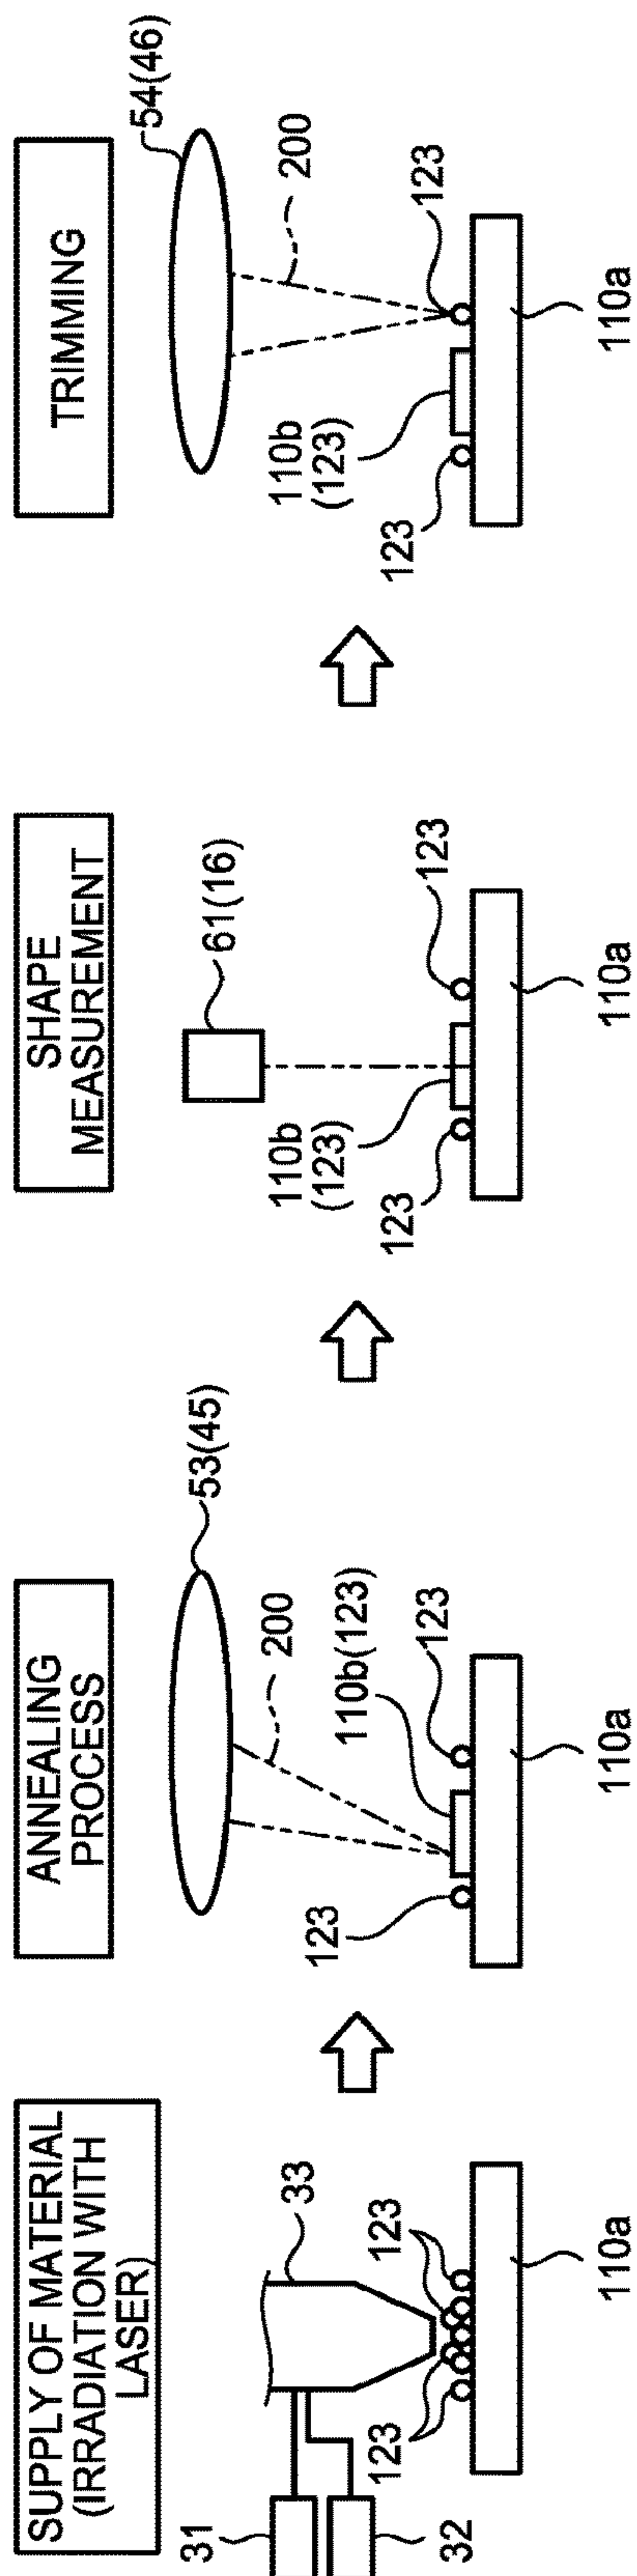 SUPPLY OF MATERIAL
(IRRADIATION WITH
LASER)
31
32
33
123
123
110a
ANNEALING
PROCESS
53(45)
200
110b(123)
123
123
110a
SHAPE
MEASUREMENT
61(16)
110b
(123)
123
123
110a
TRIMMING
54(46)
200
110b
(123)
123
123
110a